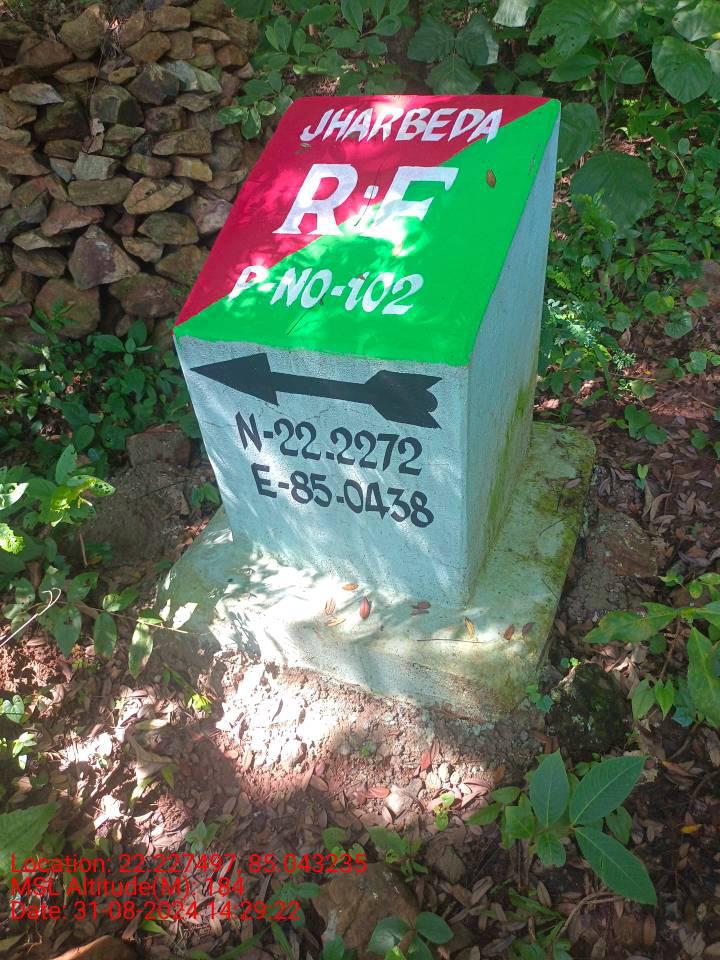 JHARBEDA
R.F
P-NO-102
N-22.2272
E-85.0438
Location: 22.227497, 85.043235
MSL Altitude(M): 184
Date: 31-08-2024 14:29:22